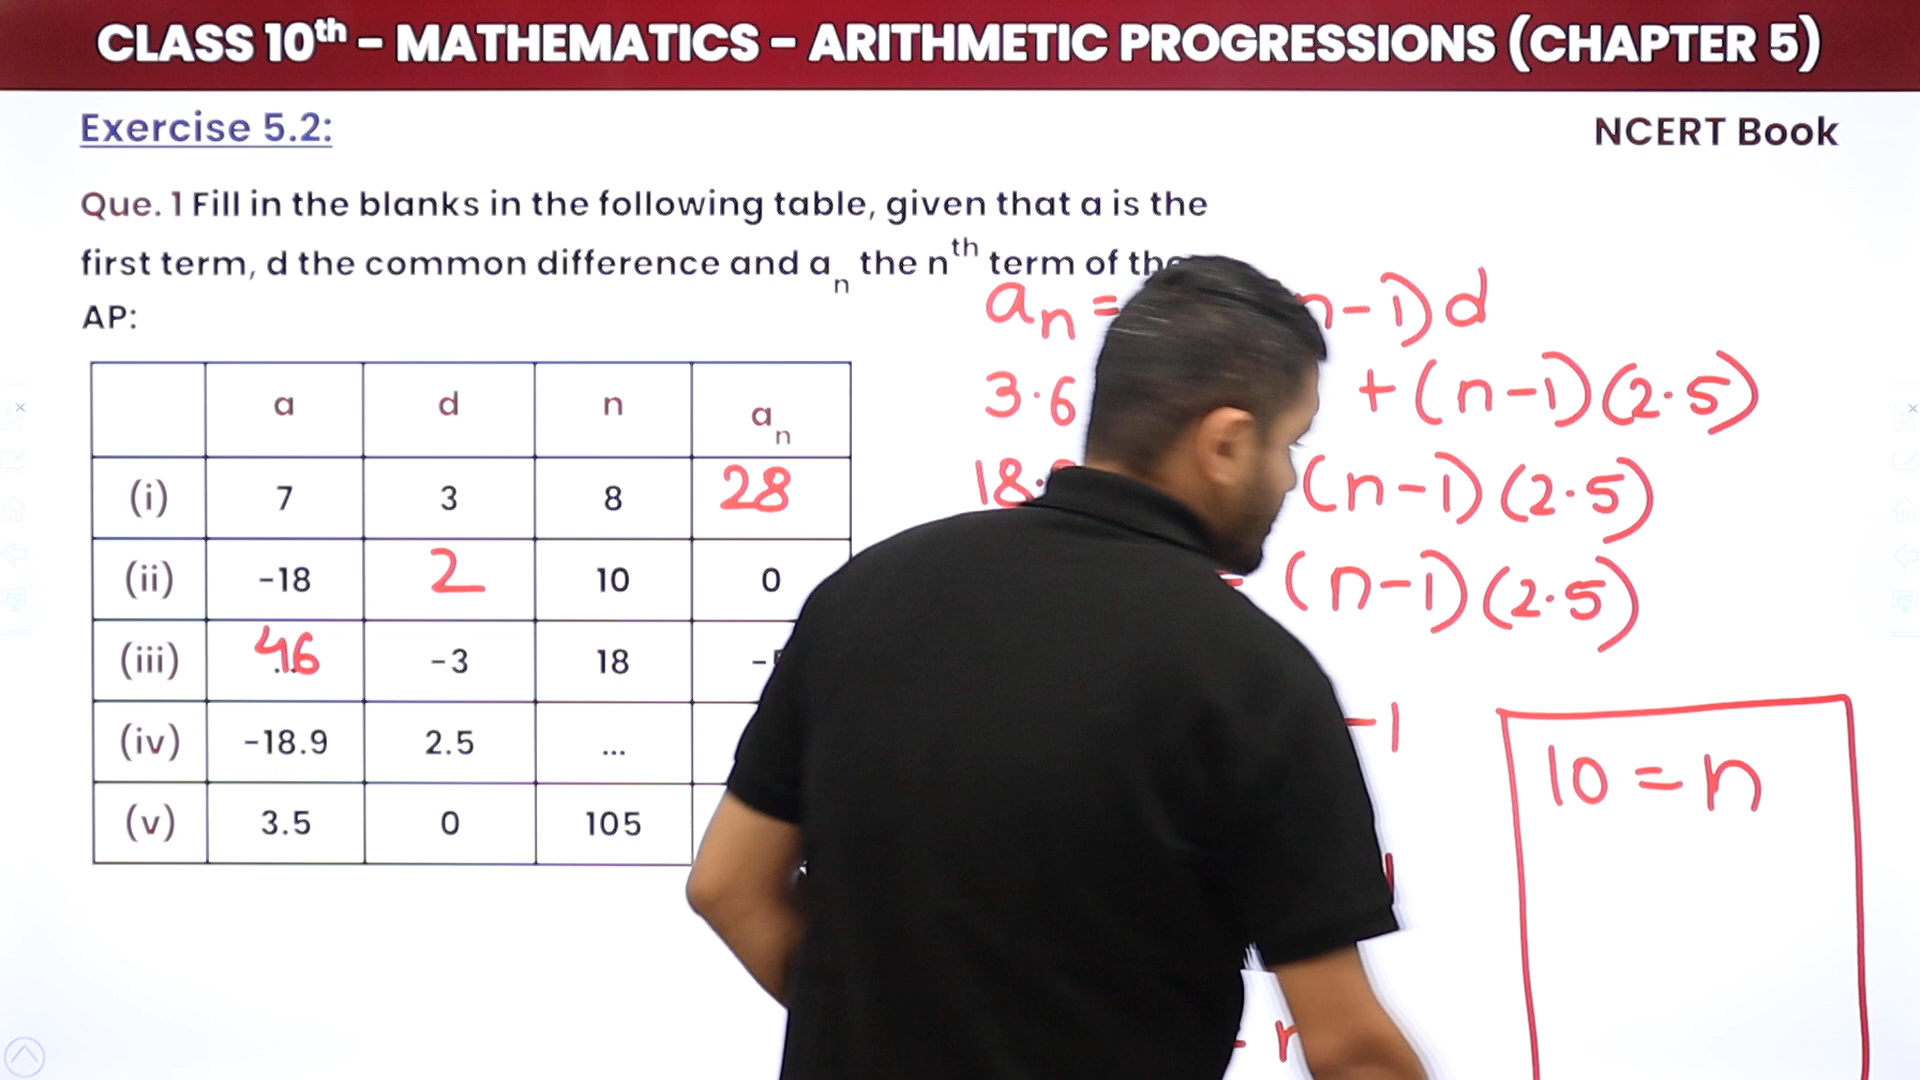 CLASS 10th - MATHEMATICS - ARITHMETIC PROGRESSIONS (CHAPTER 5)
Exercise 5.2:
NCERT Book
Que. 1 Fill in the blanks in the following table, given that a is the
first term, d the common difference and an the nth term of the
AP:
a d n an
(i) 7 3 8 28
(ii) -18 2 10 0
(iii) 46 -3 18 -
(iv) -18.9 2.5 ...
(v) 3.5 0 105
an = n-1)d
3.6 + (n-1)(2.5)
18. (n-1)(2.5)
= (n-1)(2.5)
-1
10 = n
= n